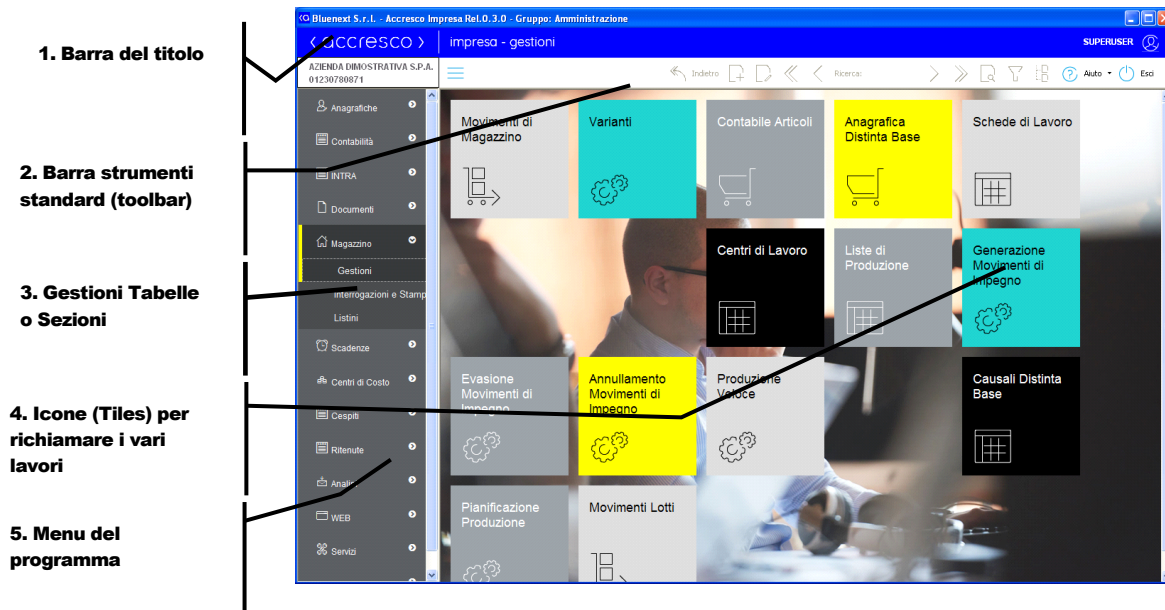 1. Barra del titolo
2. Barra strumenti
standard (toolbar)
3. Gestioni Tabelle
o Sezioni
4. Icone (Tiles) per
richiamare i vari
lavori
5. Menu del
programma
Bluenext S.r.l. - Accresco Impresa Rel.0.3.0 - Gruppo: Amministrazione
‹ accresco › impresa - gestioni
SUPERUSER
AZIENDA DIMOSTRATIVA S.P.A.
01230780871
Indietro
Ricerca:
Aiuto
Esci
Anagrafiche
Contabilità
INTRA
Documenti
Magazzino
Gestioni
Interrogazioni e Stamp
Listini
Scadenze
Centri di Costo
Cespiti
Ritenute
WEB
Servizi
Movimenti di
Magazzino
Varianti
Contabile Articoli
Anagrafica
Distinta Base
Schede di Lavoro
Centri di Lavoro
Liste di
Produzione
Generazione
Movimenti di
Impegno
Evasione
Movimenti di
Impegno
Annullamento
Movimenti di
Impegno
Produzione
Veloce
Causali Distinta
Base
Pianificazione
Produzione
Movimenti Lotti